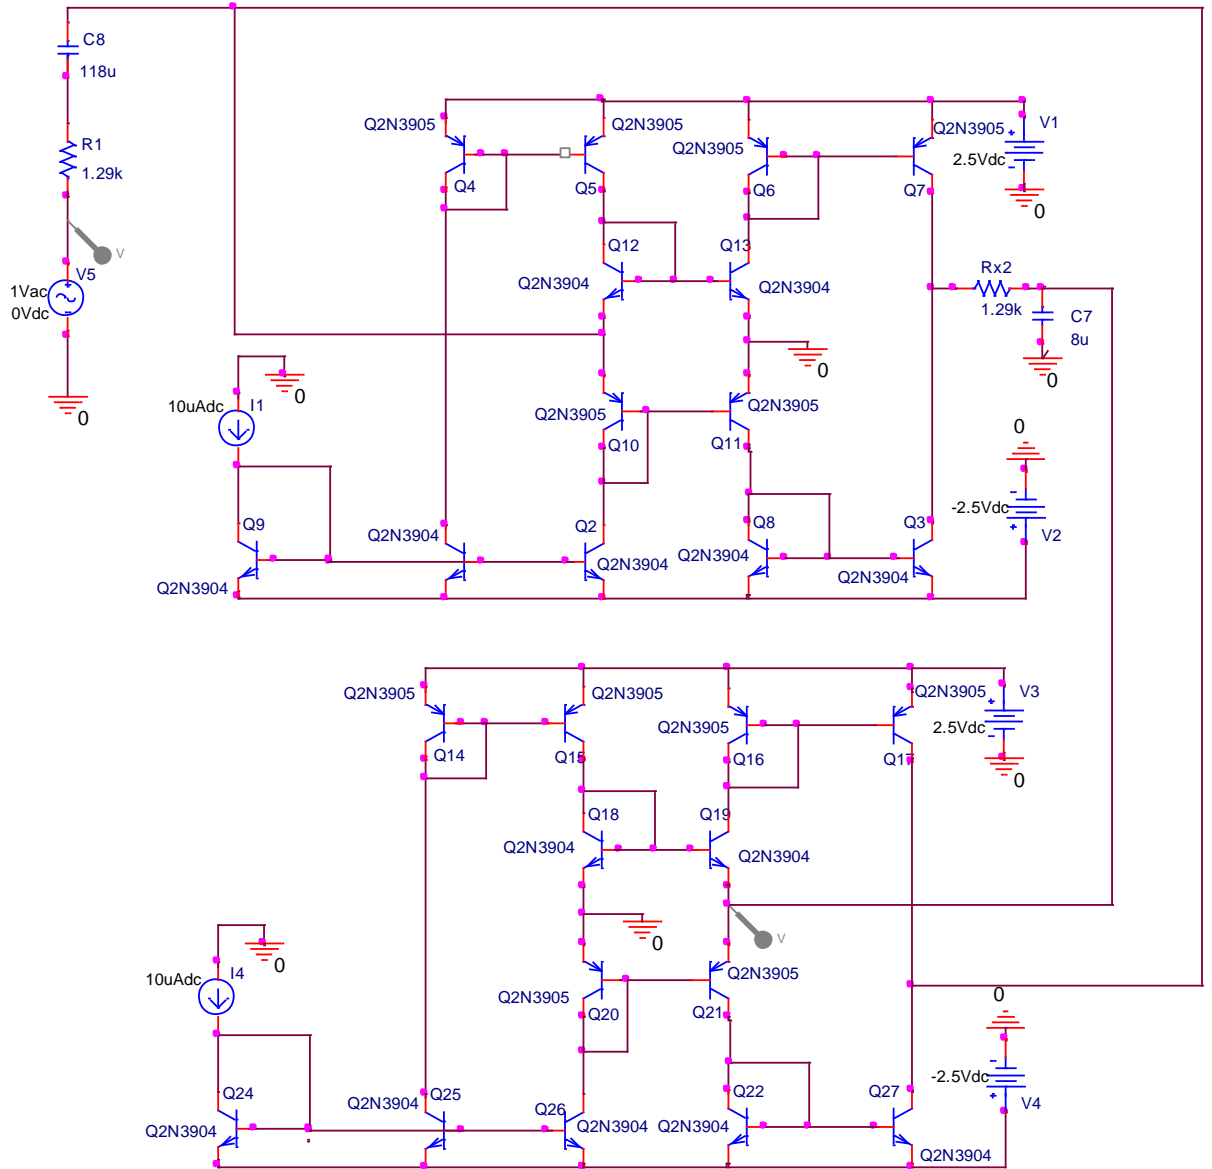 C8
118u
R1
1.29k
V
V5
1Vac
0Vdc
0
Q2N3905
Q4
Q2N3905
Q5
Q2N3905
Q6
Q2N3905
Q7
V1
2.5Vdc
0
Q12
Q2N3904
Q13
Q2N3904
Rx2
1.29k
C7
8u
0
0
10uAdc
I1
0
Q2N3905
Q10
Q2N3905
Q11
0
-2.5Vdc
V2
Q9
Q2N3904
Q2N3904
Q2
Q2N3904
Q8
Q2N3904
Q3
Q2N3904
Q2N3905
Q14
Q2N3905
Q15
Q2N3905
Q16
Q2N3905
Q17
V3
2.5Vdc
0
Q18
Q2N3904
Q19
Q2N3904
V
0
10uAdc
I4
0
Q2N3905
Q20
Q2N3905
Q21
0
-2.5Vdc
V4
Q24
Q2N3904
Q25
Q2N3904
Q26
Q2N3904
Q22
Q2N3904
Q27
Q2N3904